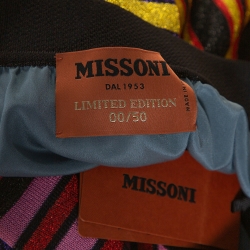 MISSONI
DAL 1953
LIMITED EDITION
00/50
MADE IN
MISSONI